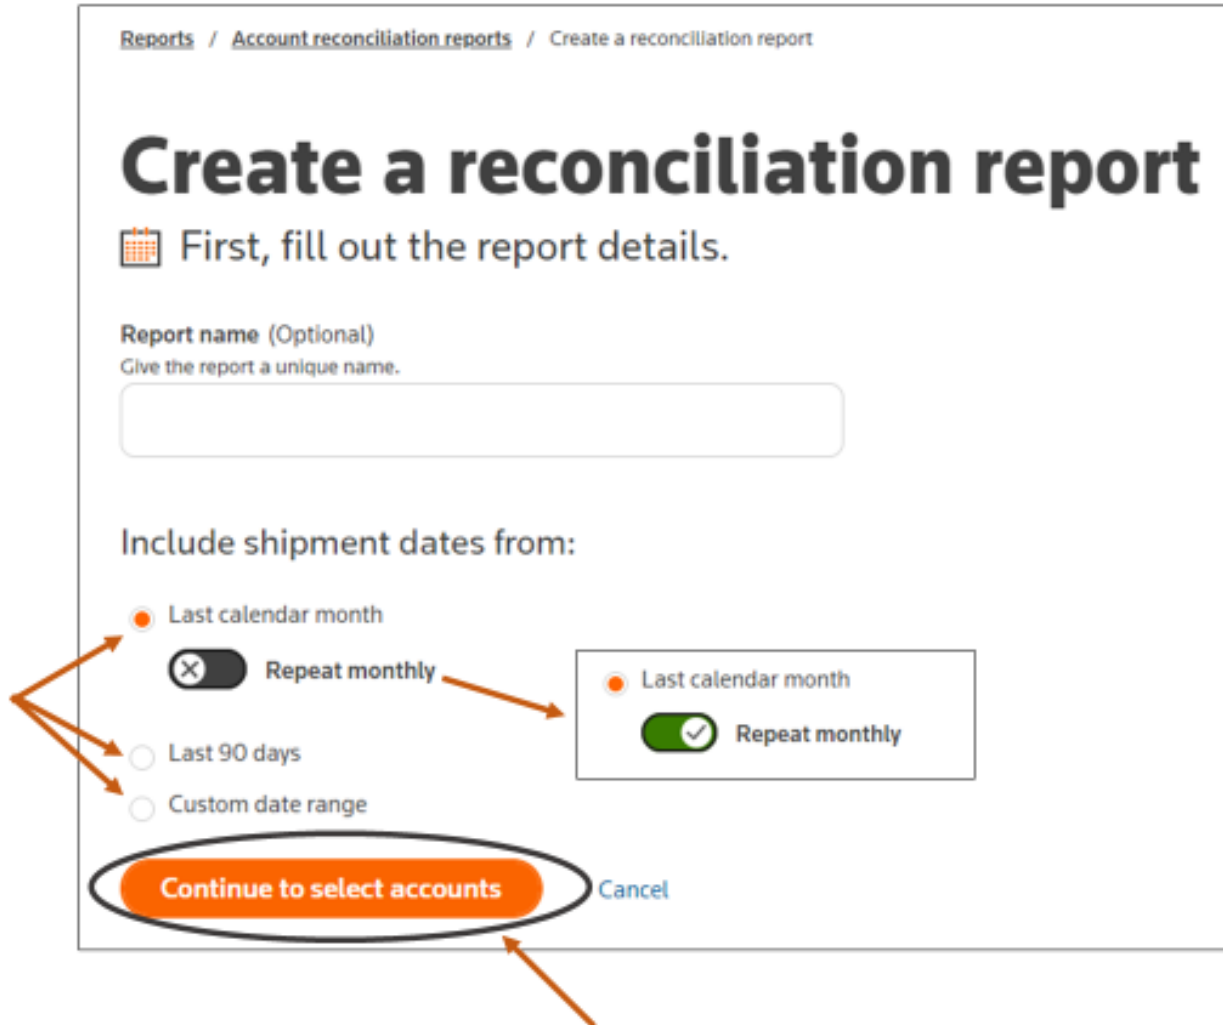 Reports / Account reconciliation reports / Create a reconciliation report
Create a reconciliation report
First, fill out the report details.
Report name (Optional)
Give the report a unique name.
Include shipment dates from:
Last calendar month
Repeat monthly
Last calendar month
Repeat monthly
Last 90 days
Custom date range
Continue to select accounts
Cancel